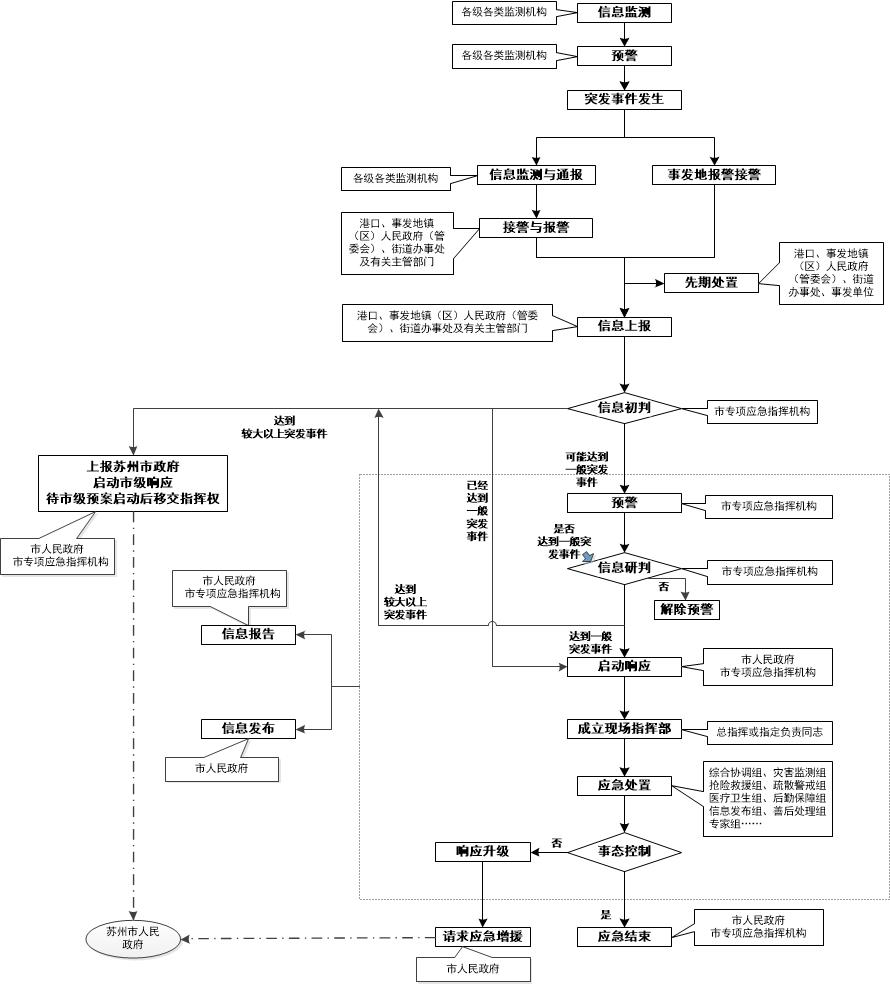 各级各类监测机构
信息监测
各级各类监测机构
预警
突发事件发生
各级各类监测机构
信息监测与通报
事发地报警接警
港口、事发地镇
（区）人民政府（管
委会）、街道办事处
及有关主管部门
接警与报警
港口、事发地镇
（区）人民政府
（管委会）、街道
办事处、事发单位
先期处置
港口、事发地镇（区）人民政府（管委
会）、街道办事处及有关主管部门
信息上报
信息初判
市专项应急指挥机构
达到
较大以上突发事件
上报苏州市政府
启动市级响应
待市级预案启动后移交指挥权
可能达到
一般突发
事件
已经
达到
一般
突发
事件
预警
市专项应急指挥机构
市人民政府
市专项应急指挥机构
是否
达到一般突
发事件
信息研判
市专项应急指挥机构
否
解除预警
市人民政府
市专项应急指挥机构
达到
较大以上
突发事件
信息报告
达到一般
突发事件
启动响应
市人民政府
市专项应急指挥机构
信息发布
市人民政府
成立现场指挥部
总指挥或指定负责同志
应急处置
综合协调组、灾害监测组
抢险救援组、疏散警戒组
医疗卫生组、后勤保障组
信息发布组、善后处理组
专家组……
事态控制
否
响应升级
是
应急结束
市人民政府
市专项应急指挥机构
请求应急增援
市人民政府
苏州市人民
政府